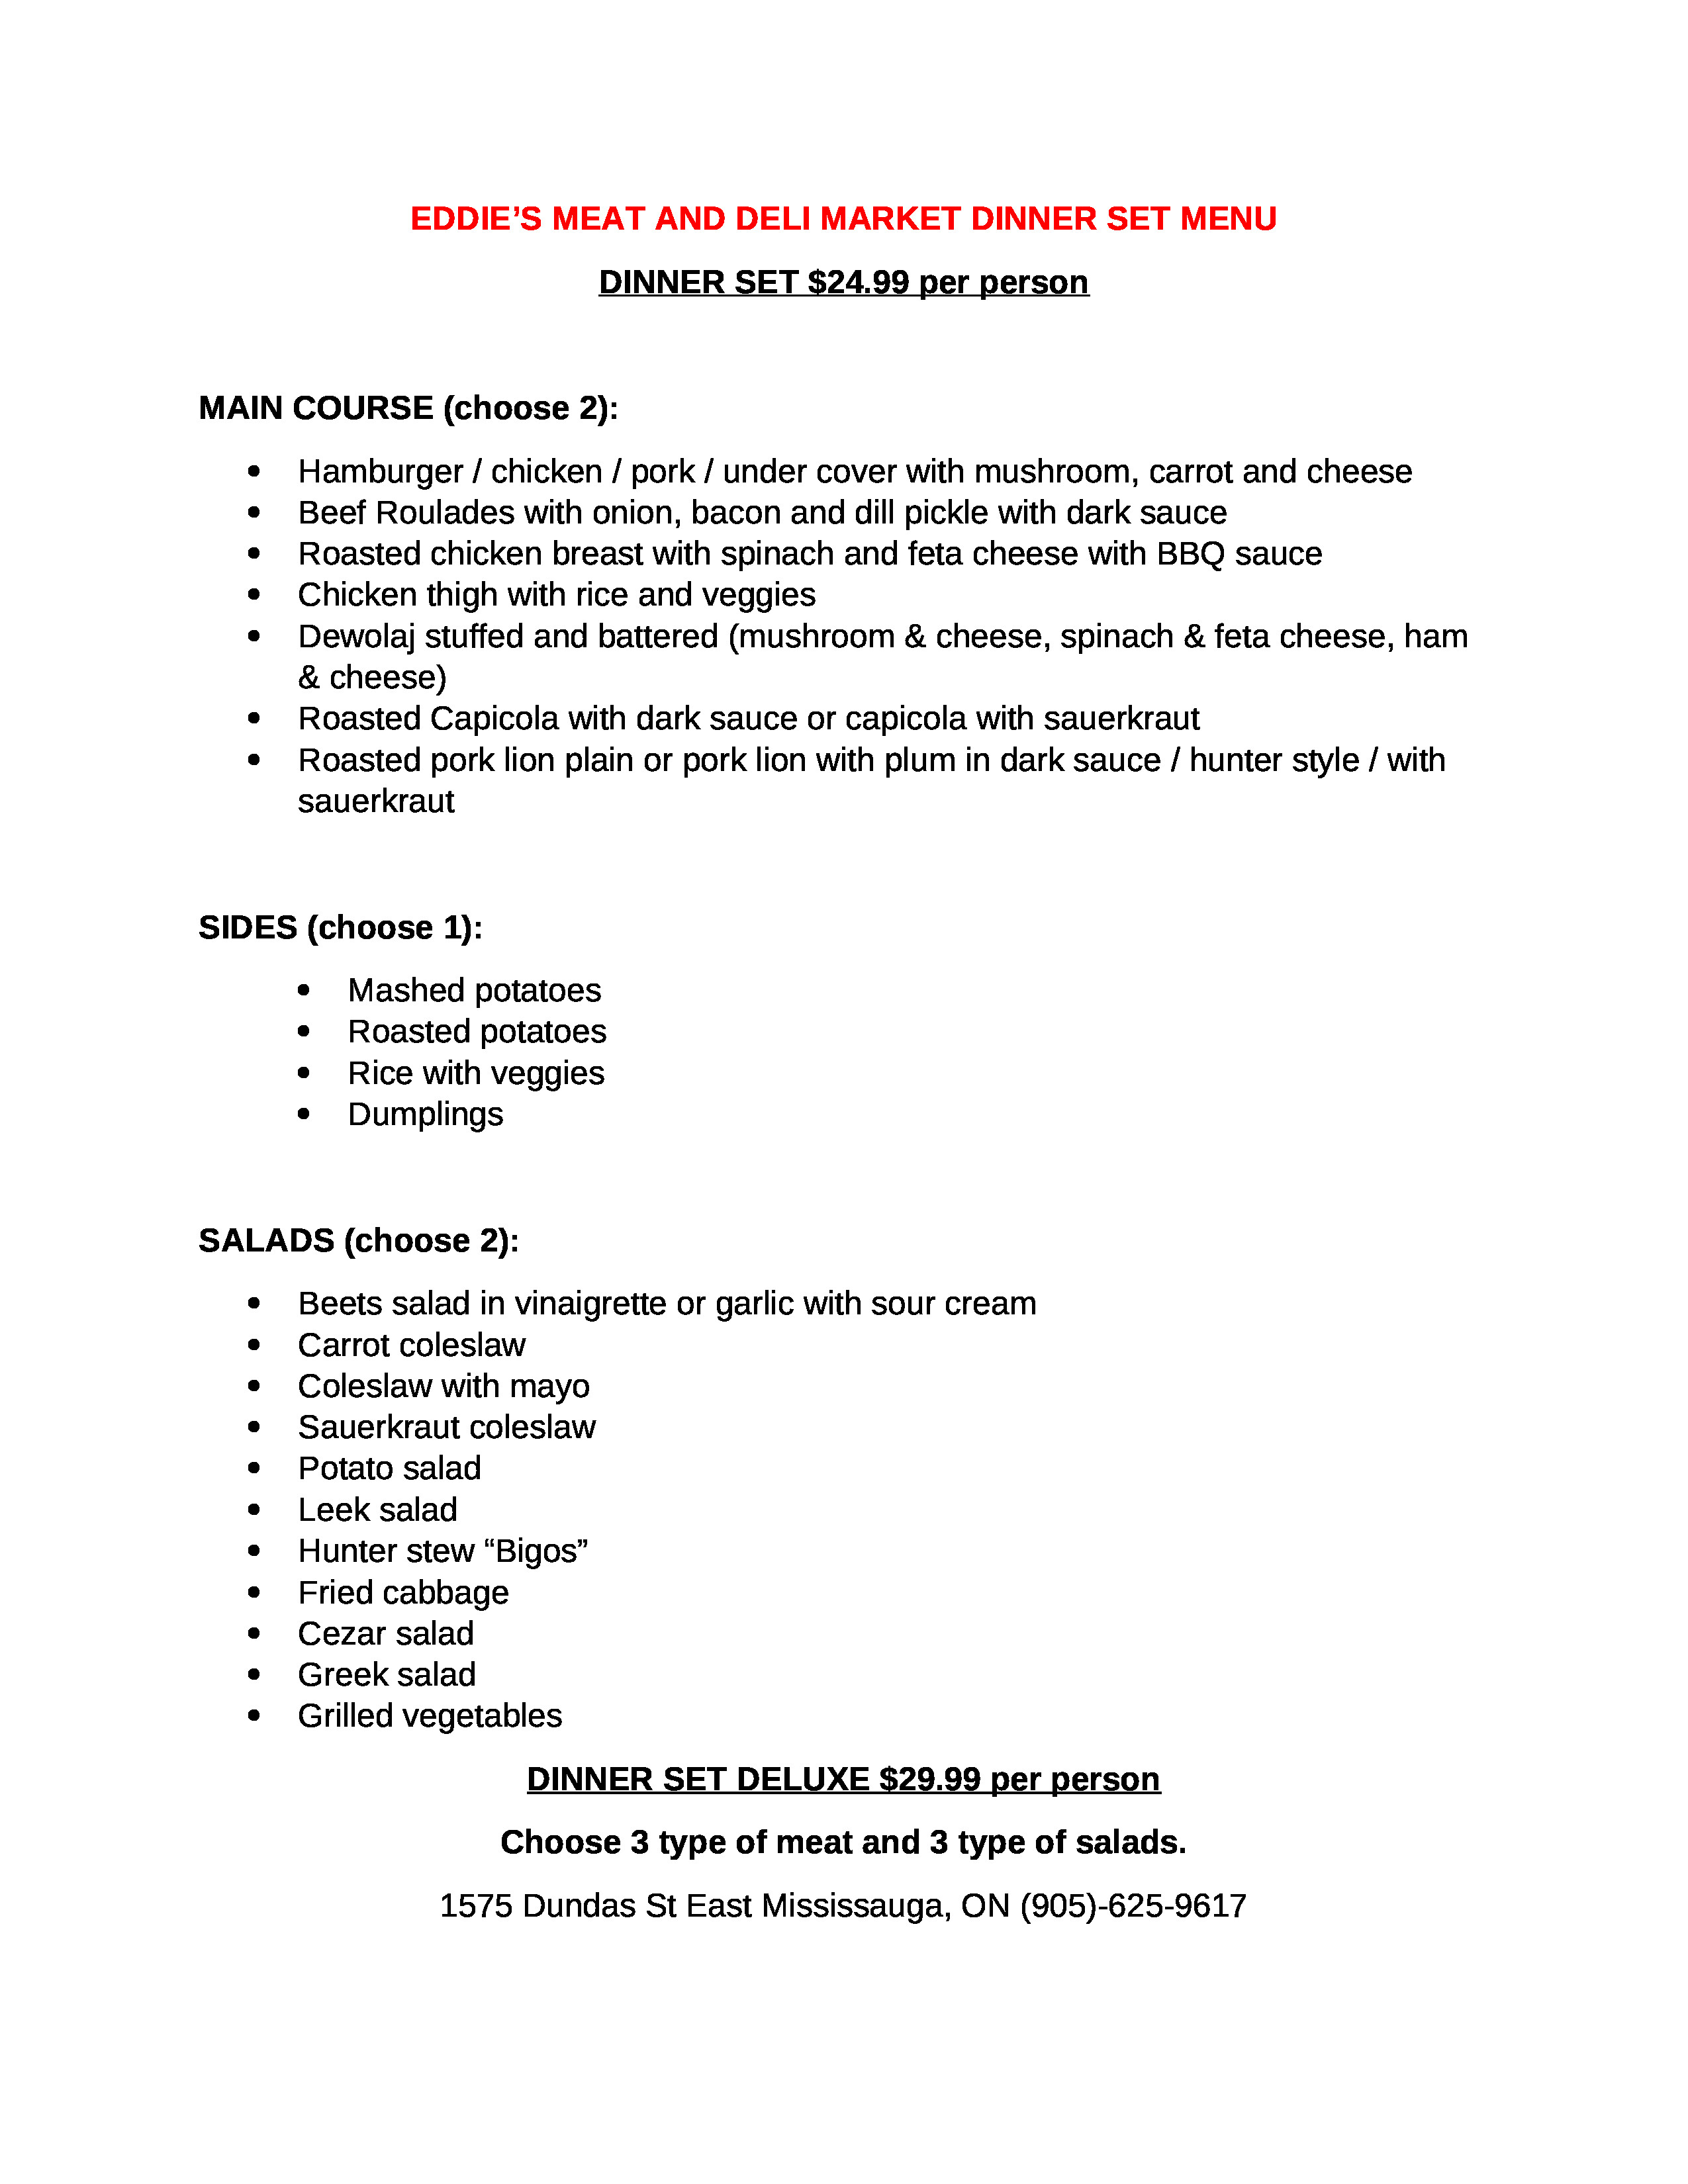 EDDIE’S MEAT AND DELI MARKET DINNER SET MENU
DINNER SET $24.99 per person
MAIN COURSE (choose 2):
• Hamburger / chicken / pork / under cover with mushroom, carrot and cheese
• Beef Roulades with onion, bacon and dill pickle with dark sauce
• Roasted chicken breast with spinach and feta cheese with BBQ sauce
• Chicken thigh with rice and veggies
• Dewolaj stuffed and battered (mushroom & cheese, spinach & feta cheese, ham
& cheese)
• Roasted Capicola with dark sauce or capicola with sauerkraut
• Roasted pork lion plain or pork lion with plum in dark sauce / hunter style / with
sauerkraut
SIDES (choose 1):
• Mashed potatoes
• Roasted potatoes
• Rice with veggies
• Dumplings
SALADS (choose 2):
• Beets salad in vinaigrette or garlic with sour cream
• Carrot coleslaw
• Coleslaw with mayo
• Sauerkraut coleslaw
• Potato salad
• Leek salad
• Hunter stew “Bigos”
• Fried cabbage
• Cezar salad
• Greek salad
• Grilled vegetables
DINNER SET DELUXE $29.99 per person
Choose 3 type of meat and 3 type of salads.
1575 Dundas St East Mississauga, ON (905)-625-9617